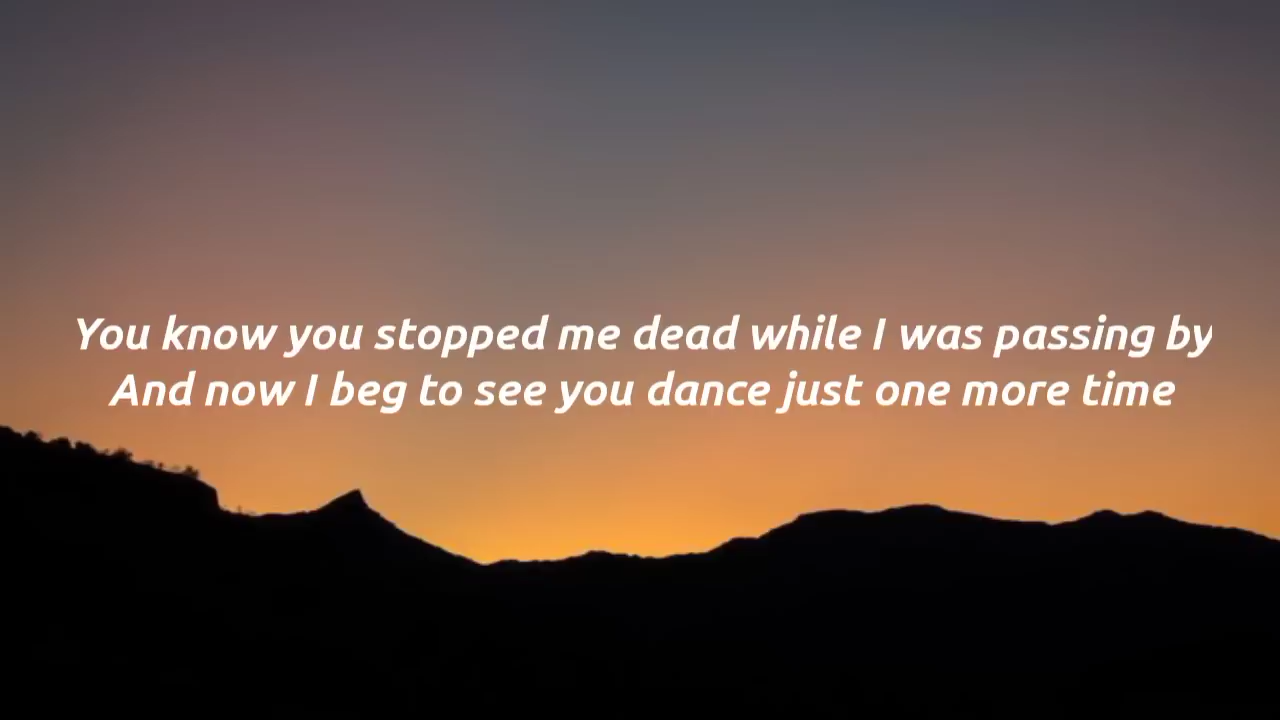 You know you stopped me dead while I was passing by
And now I beg to see you dance just one more time